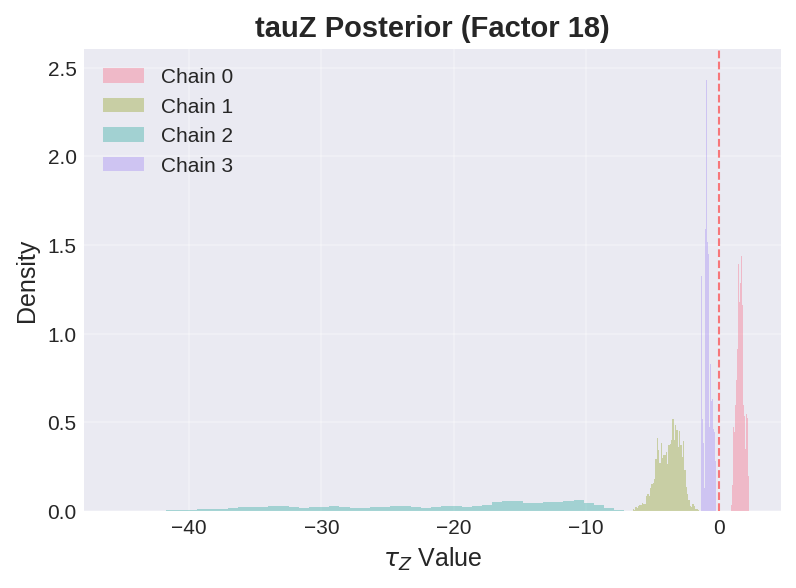 tauZ Posterior (Factor 18)
Chain 0
Chain 1
Chain 2
Chain 3
Density
2.5
2.0
1.5
1.0
0.5
0.0
−40 −30 −20 −10 0
τ_Z Value